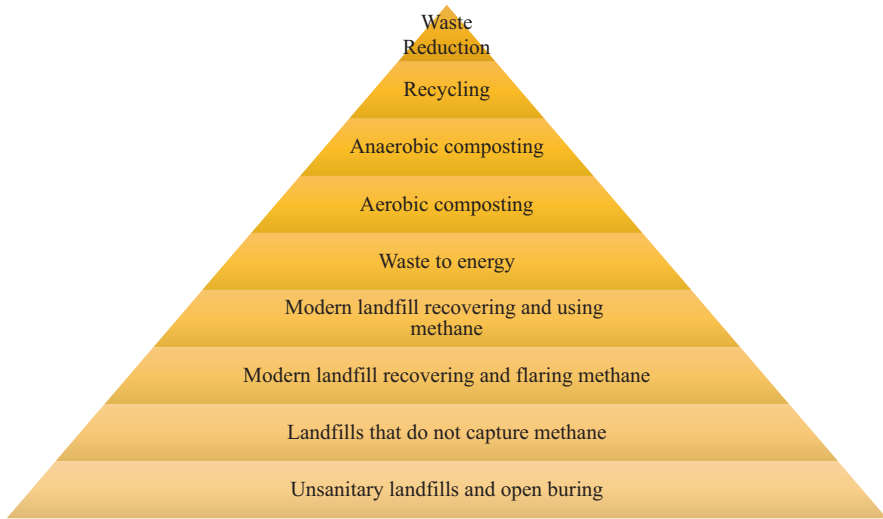 Waste
Reduction
Recycling
Anaerobic composting
Aerobic composting
Waste to energy
Modern landfill recovering and using
methane
Modern landfill recovering and flaring methane
Landfills that do not capture methane
Unsanitary landfills and open buring